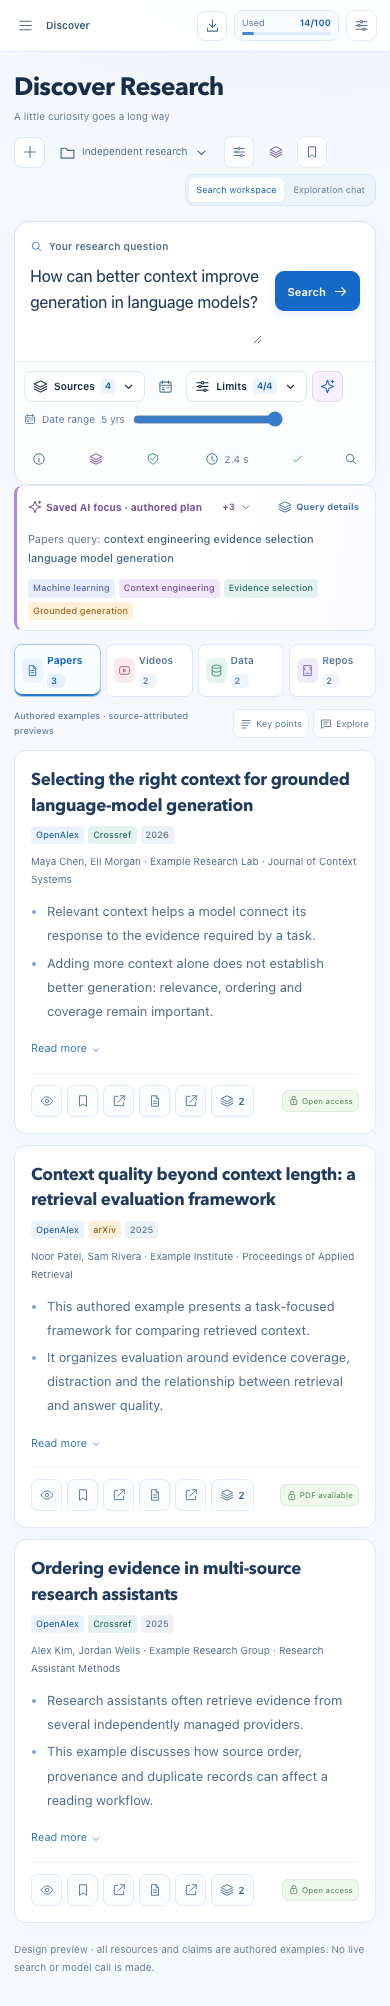 Discover
Used 14/100
Discover Research
A little curiosity goes a long way
Independent research
Search workspace Exploration chat
Your research question
How can better context improve
generation in language models?
Search
Sources 4
Limits 4/4
Date range 5 yrs
2.4 s
Saved AI focus · authored plan +3 Query details
Papers query: context engineering evidence selection
language model generation
Machine learning Context engineering Evidence selection
Grounded generation
Papers Videos Data Repos
3 2 2 2
Authored examples · source-attributed
previews
Key points Explore
Selecting the right context for grounded
language-model generation
OpenAlex Crossref 2026
Maya Chen, Eli Morgan · Example Research Lab · Journal of Context
Systems
• Relevant context helps a model connect its
response to the evidence required by a task.
• Adding more context alone does not establish
better generation: relevance, ordering and
coverage remain important.
Read more
2 Open access
Context quality beyond context length: a
retrieval evaluation framework
OpenAlex arXiv 2025
Noor Patel, Sam Rivera · Example Institute · Proceedings of Applied
Retrieval
• This authored example presents a task-focused
framework for comparing retrieved context.
• It organizes evaluation around evidence coverage,
distraction and the relationship between retrieval
and answer quality.
Read more
2 PDF available
Ordering evidence in multi-source
research assistants
OpenAlex Crossref 2025
Alex Kim, Jordan Wells · Example Research Group · Research
Assistant Methods
• Research assistants often retrieve evidence from
several independently managed providers.
• This example discusses how source order,
provenance and duplicate records can affect a
reading workflow.
Read more
2 Open access
Design preview · all resources and claims are authored examples. No live
search or model call is made.